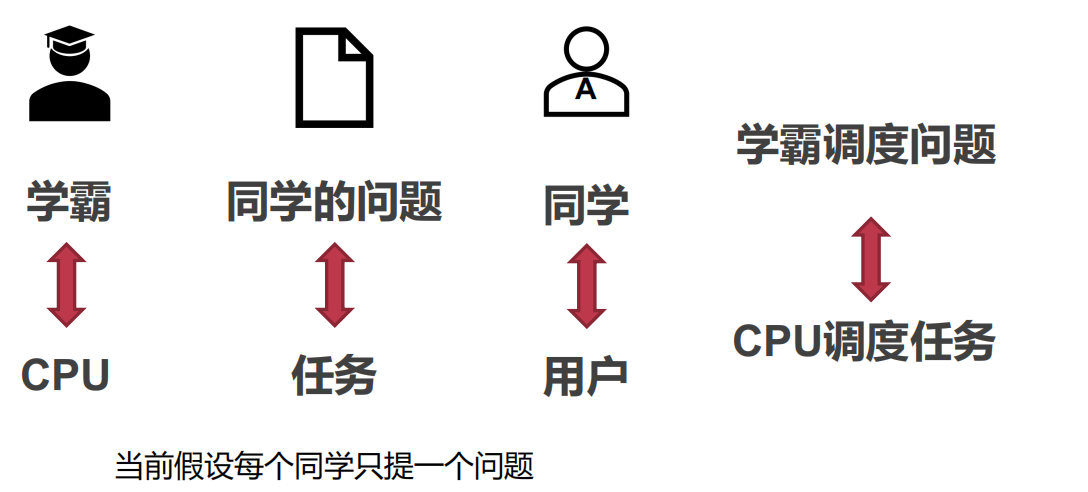 A
学霸
同学的问题
同学
学霸调度问题
CPU
任务
用户
CPU调度任务
当前假设每个同学只提一个问题